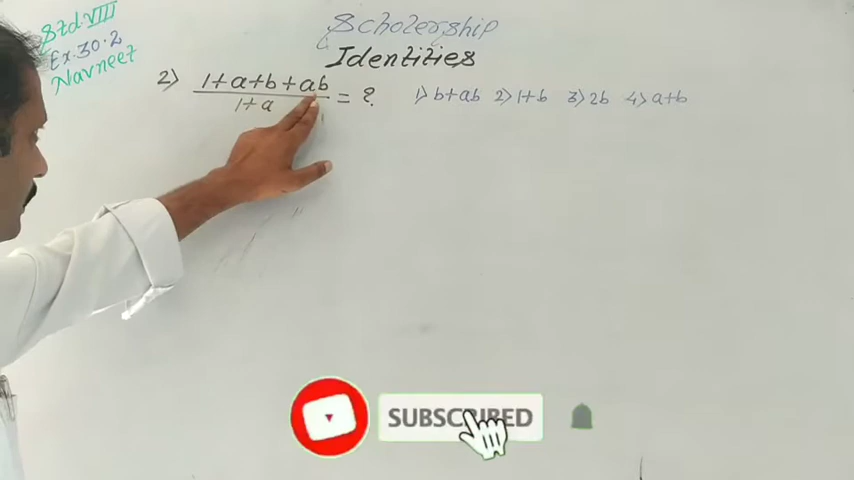 Std.VIII
Ex.30.2
Navneet
Scholership
Identities
2) 1+a+b+ab
1+a
= ? 1) b+ab 2) 1+b 3) 2b 4) a+b
SUBSCRIBED